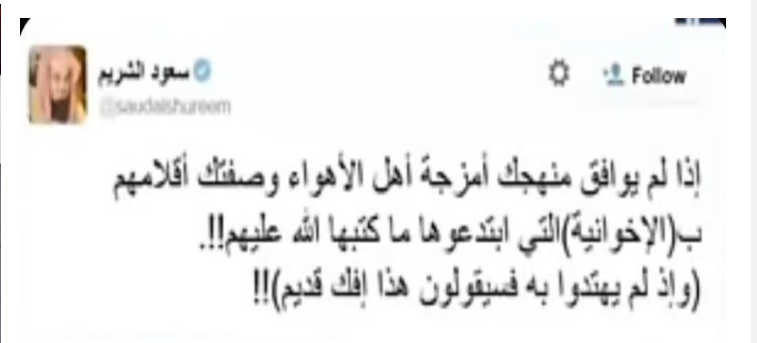 سعود الشريم
@saudalshureem
Follow
إذا لم يوافق منهجك أمزجة أهل الأهواء وصفتك أقلامهم
ب(الإخوانية)التي ابتدعوها ما كتبها الله عليهم!!.
(وإذ لم يهتدوا به فسيقولون هذا إفك قديم)!!